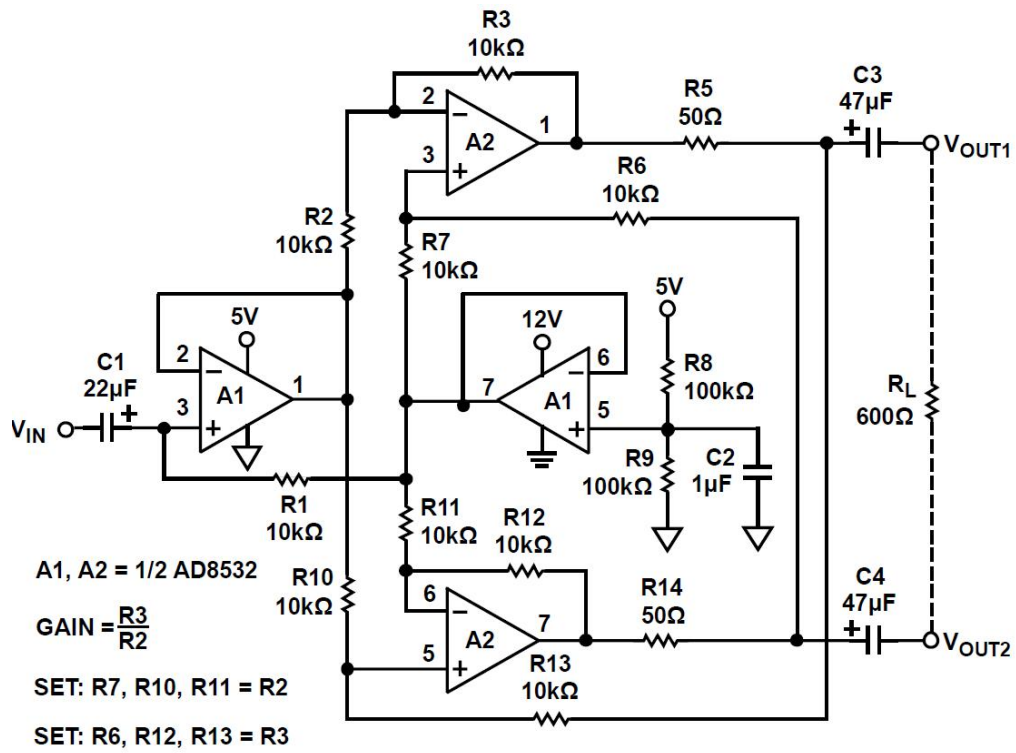 R3
10kΩ
2
−
A2
3
+
1
R5
50Ω
C3
47µF
+
VOUT1
R6
10kΩ
R2
10kΩ
R7
10kΩ
5V
12V
5V
C1
22µF
+
VIN
2
−
A1
3
+
1
7
6
−
A1
5
+
R8
100kΩ
R9
100kΩ
C2
1µF
RL
600Ω
R1
10kΩ
R11
10kΩ
R12
10kΩ
R10
10kΩ
6
−
A2
5
+
7
R14
50Ω
R13
10kΩ
C4
47µF
+
VOUT2
A1, A2 = 1/2 AD8532
GAIN = R3
R2
SET: R7, R10, R11 = R2
SET: R6, R12, R13 = R3